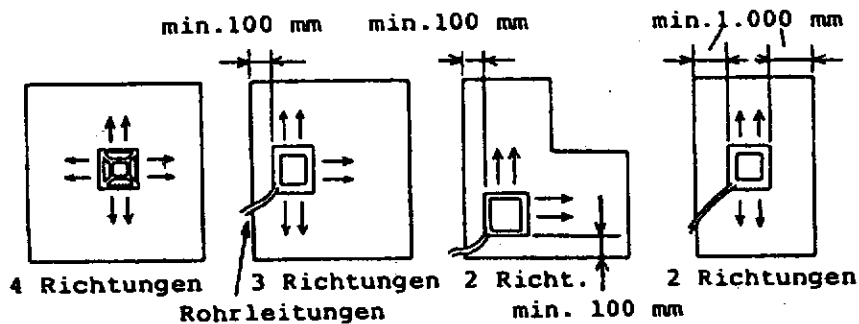 min.100 mm min.100 mm min.1.000 mm
4 Richtungen 3 Richtungen 2 Richt. 2 Richtungen
Rohrleitungen min. 100 mm